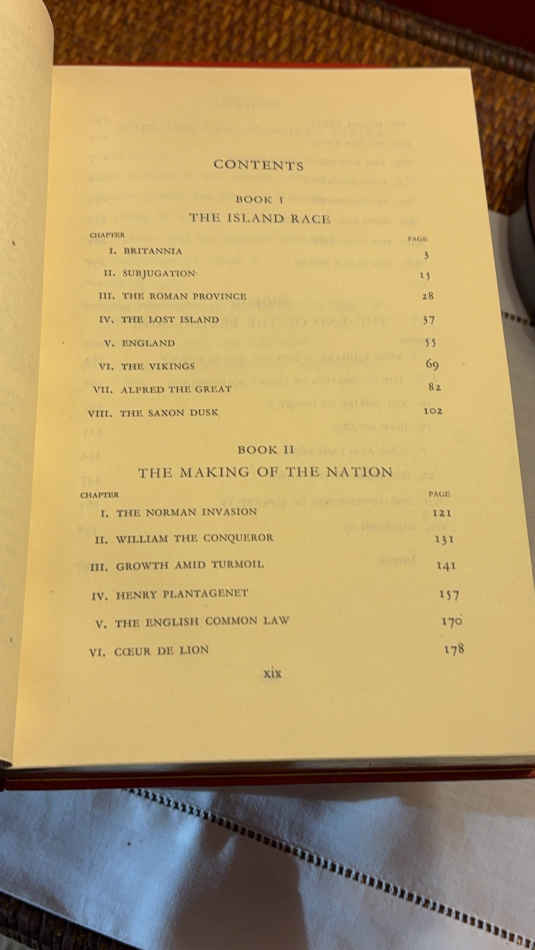 CONTENTS
BOOK I
THE ISLAND RACE
CHAPTER PAGE
I. BRITANNIA 3
II. SUBJUGATION 15
III. THE ROMAN PROVINCE 28
IV. THE LOST ISLAND 37
V. ENGLAND 55
VI. THE VIKINGS 69
VII. ALFRED THE GREAT 82
VIII. THE SAXON DUSK 102
BOOK II
THE MAKING OF THE NATION
CHAPTER PAGE
I. THE NORMAN INVASION 121
II. WILLIAM THE CONQUEROR 131
III. GROWTH AMID TURMOIL 141
IV. HENRY PLANTAGENET 157
V. THE ENGLISH COMMON LAW 170
VI. CŒUR DE LION 178
xix